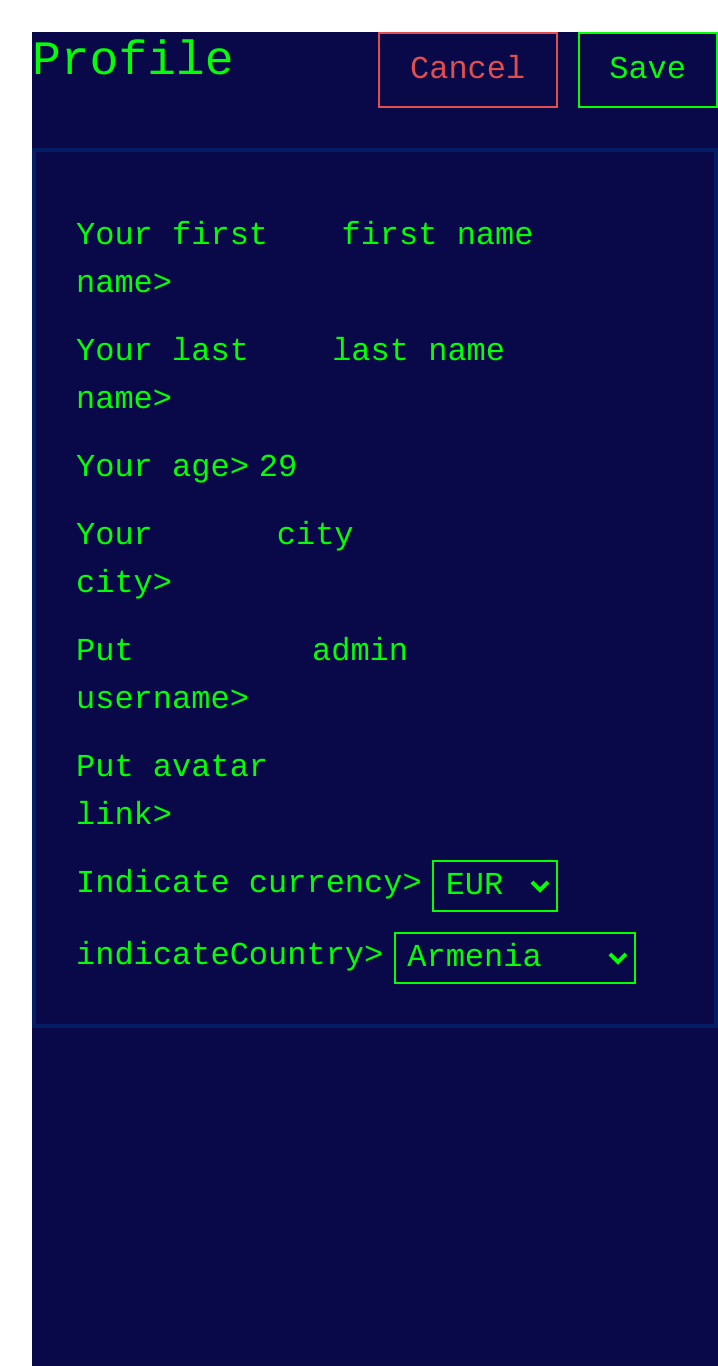 Profile Cancel Save
Your first first name
name>
Your last last name
name>
Your age> 29
Your city
city>
Put admin
username>
Put avatar
link>
Indicate currency> EUR
indicateCountry> Armenia